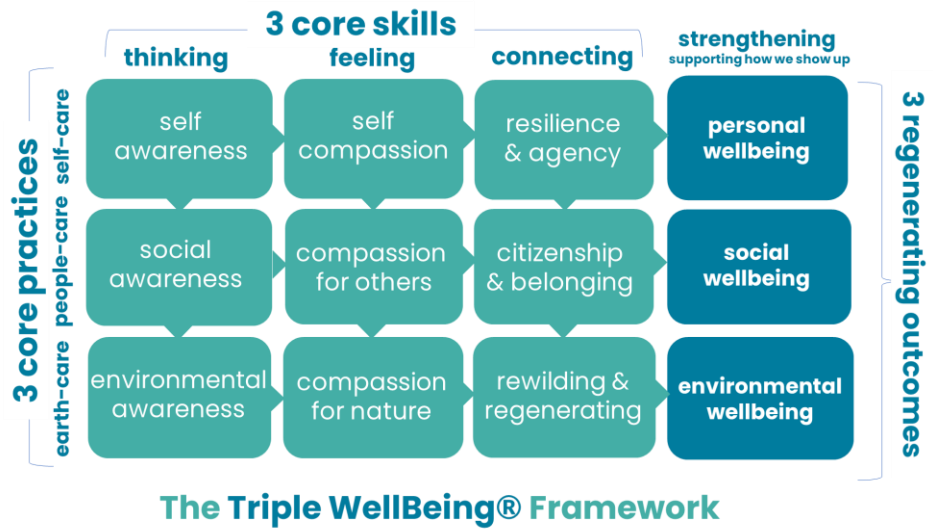 3 core skills
thinking
feeling
connecting
strengthening
supporting how we show up
3 core practices
self-care
people-care
earth-care
self
awareness
self
compassion
resilience
& agency
personal
wellbeing
social
awareness
compassion
for others
citizenship
& belonging
social
wellbeing
environmental
awareness
compassion
for nature
rewilding &
regenerating
environmental
wellbeing
3 regenerating outcomes
The Triple WellBeing® Framework